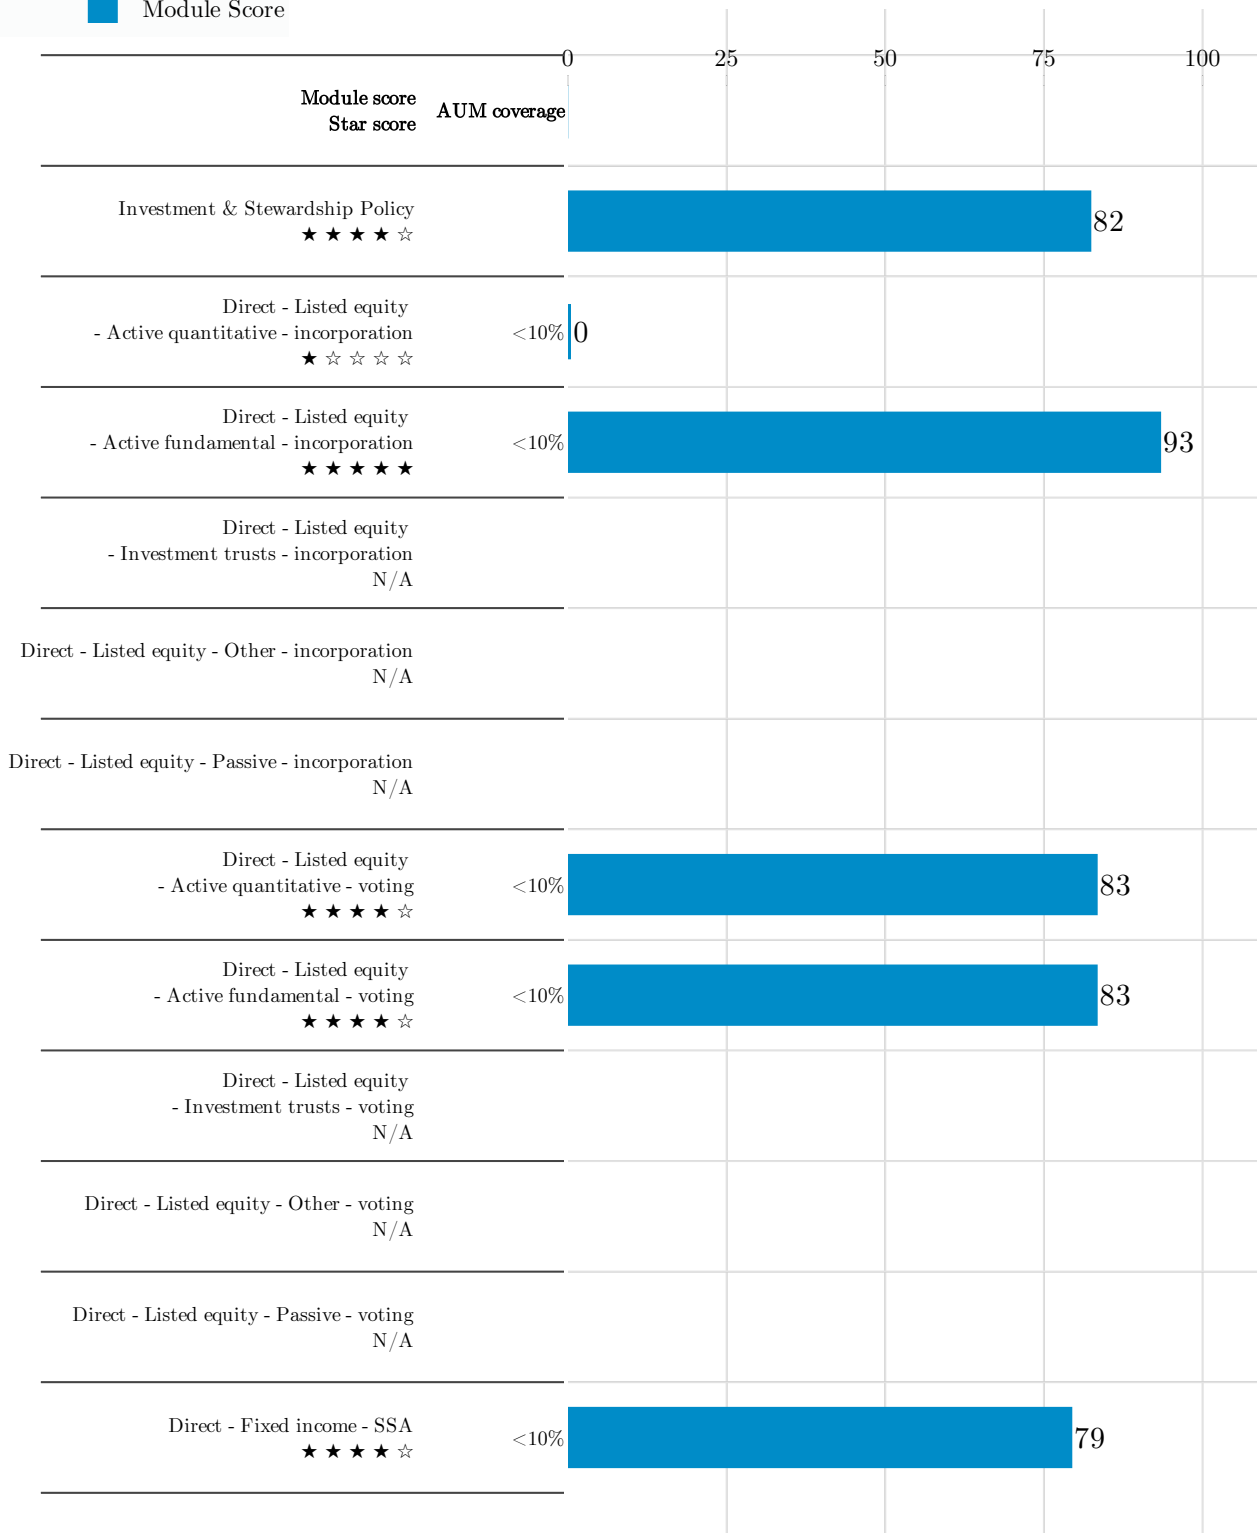 Module Score
0 25 50 75 100
Module score
Star score
AUM coverage
Investment & Stewardship Policy
★ ★ ★ ★ ☆
82
Direct - Listed equity
- Active quantitative - incorporation
★ ☆ ☆ ☆ ☆
<10%
0
Direct - Listed equity
- Active fundamental - incorporation
★ ★ ★ ★ ★
<10%
93
Direct - Listed equity
- Investment trusts - incorporation
N/A
Direct - Listed equity - Other - incorporation
N/A
Direct - Listed equity - Passive - incorporation
N/A
Direct - Listed equity
- Active quantitative - voting
★ ★ ★ ★ ☆
<10%
83
Direct - Listed equity
- Active fundamental - voting
★ ★ ★ ★ ☆
<10%
83
Direct - Listed equity
- Investment trusts - voting
N/A
Direct - Listed equity - Other - voting
N/A
Direct - Listed equity - Passive - voting
N/A
Direct - Fixed income - SSA
★ ★ ★ ★ ☆
<10%
79